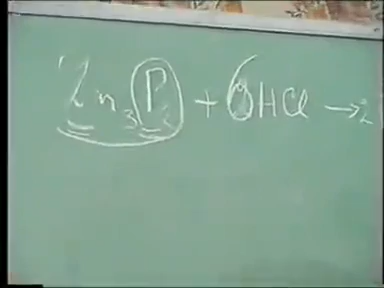 Zn₃P₂ + 6HCl →